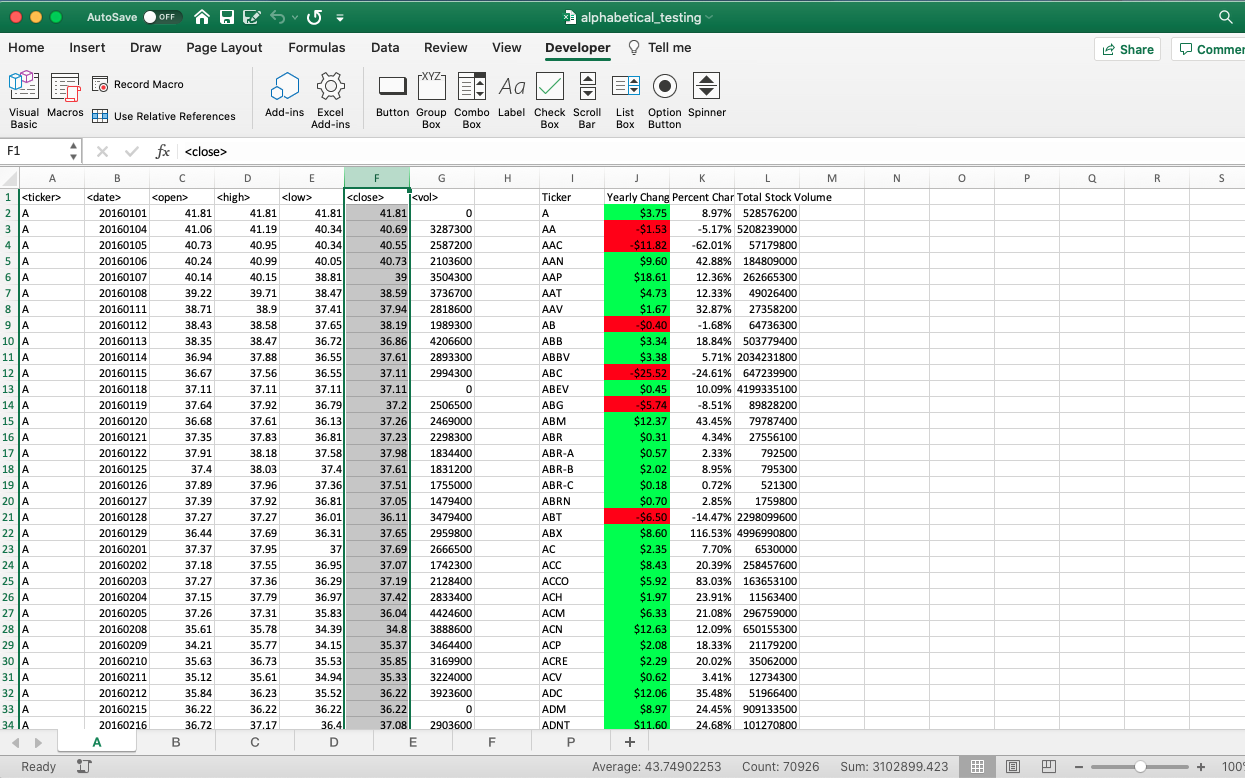 AutoSave OFF alphabetical_testing
Home Insert Draw Page Layout Formulas Data Review View Developer Tell me Share Commen
Visual Basic Macros Record Macro Use Relative References Add-ins Excel Add-ins Button XYZ Group Box Combo Box Aa Label Check Box Scroll Bar List Box Option Button Spinner
F1 fx <close>
A B C D E F G H I J K L M N O P Q R S
1 <ticker> <date> <open> <high> <low> <close> <vol> Ticker Yearly Chang Percent Char Total Stock Volume
2 A 20160101 41.81 41.81 41.81 41.81 0 A $3.75 8.97% 528576200
3 A 20160104 41.06 41.19 40.34 40.69 3287300 AA -$1.53 -5.17% 5208239000
4 A 20160105 40.73 40.95 40.34 40.55 2587200 AAC -$11.82 -62.01% 57179800
5 A 20160106 40.24 40.99 40.05 40.73 2103600 AAN $9.60 42.88% 184809000
6 A 20160107 40.14 40.15 38.81 39 3504300 AAP $18.61 12.36% 262665300
7 A 20160108 39.22 39.71 38.47 38.59 3736700 AAT $4.73 12.33% 49026400
8 A 20160111 38.71 38.9 37.41 37.94 2818600 AAV $1.67 32.87% 27358200
9 A 20160112 38.43 38.58 37.65 38.19 1989300 AB -$0.40 -1.68% 64736300
10 A 20160113 38.35 38.47 36.72 36.86 4206600 ABB $3.34 18.84% 503779400
11 A 20160114 36.94 37.88 36.55 37.61 2893300 ABBV $3.38 5.71% 2034231800
12 A 20160115 36.67 37.56 36.55 37.11 2994300 ABC -$25.52 -24.61% 647239900
13 A 20160118 37.11 37.11 37.11 37.11 0 ABEV $0.45 10.09% 4199335100
14 A 20160119 37.64 37.92 36.79 37.2 2506500 ABG -$5.74 -8.51% 89828200
15 A 20160120 36.68 37.61 36.13 37.26 2469000 ABM $12.37 43.45% 79787400
16 A 20160121 37.35 37.83 36.81 37.23 2298300 ABR $0.31 4.34% 27556100
17 A 20160122 37.91 38.18 37.58 37.98 1834400 ABR-A $0.57 2.33% 792500
18 A 20160125 37.4 38.03 37.4 37.61 1831200 ABR-B $2.02 8.95% 795300
19 A 20160126 37.89 37.96 37.36 37.51 1755000 ABR-C $0.18 0.72% 521300
20 A 20160127 37.39 37.92 36.81 37.05 1479400 ABRN $0.70 2.85% 1759800
21 A 20160128 37.27 37.27 36.01 36.11 3479400 ABT -$6.50 -14.47% 2298099600
22 A 20160129 36.44 37.69 36.31 37.65 2959800 ABX $8.60 116.53% 4996990800
23 A 20160201 37.37 37.95 37 37.69 2666500 AC $2.35 7.70% 6530000
24 A 20160202 37.18 37.55 36.95 37.07 1742300 ACC $8.43 20.39% 258457600
25 A 20160203 37.27 37.36 36.29 37.19 2128400 ACCO $5.92 83.03% 163653100
26 A 20160204 37.15 37.79 36.97 37.42 2833400 ACH $1.97 23.91% 11563400
27 A 20160205 37.26 37.31 35.83 36.04 4424600 ACM $6.33 21.08% 296759000
28 A 20160208 35.61 35.78 34.39 34.8 3888600 ACN $12.63 12.09% 650155300
29 A 20160209 34.21 35.77 34.15 35.37 3464400 ACP $2.08 18.33% 21179200
30 A 20160210 35.63 36.73 35.53 35.85 3169900 ACRE $2.29 20.02% 35062000
31 A 20160211 35.12 35.61 34.94 35.33 3224000 ACV $0.62 3.41% 12734300
32 A 20160212 35.84 36.23 35.52 36.22 3923600 ADC $12.06 35.48% 51966400
33 A 20160215 36.22 36.22 36.22 36.22 0 ADM $8.97 24.45% 909133500
34 A 20160216 36.72 37.17 36.4 37.08 2903600 ADNT $11.60 24.68% 101270800
A B C D E F P +
Ready Average: 43.74902253 Count: 70926 Sum: 3102899.423 100%